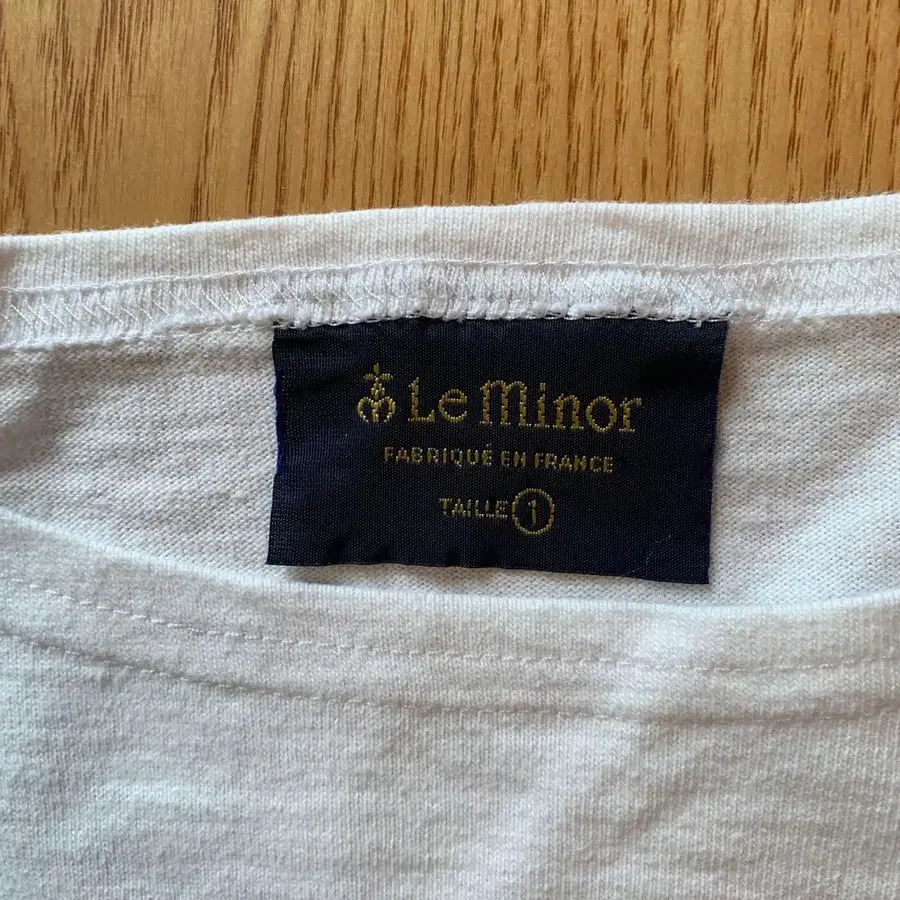 Le Minor
FABRIQUÉ EN FRANCE
TAILLE 1